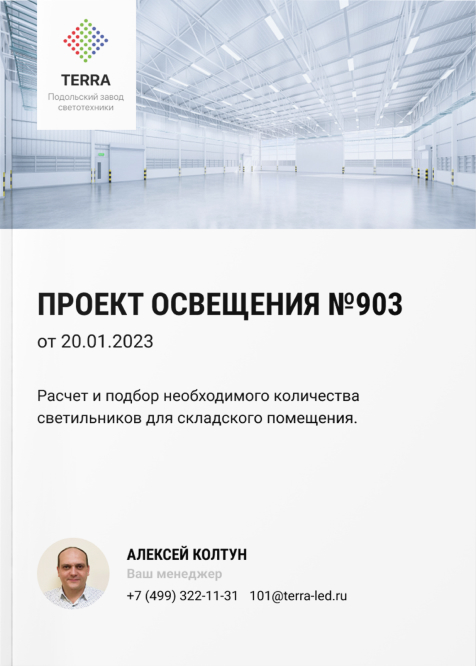 TERRA
Подольский завод
светотехники
ПРОЕКТ ОСВЕЩЕНИЯ №903
от 20.01.2023
Расчет и подбор необходимого количества
светильников для складского помещения.
АЛЕКСЕЙ КОЛТУН
Ваш менеджер
+7 (499) 322-11-31 101@terra-led.ru